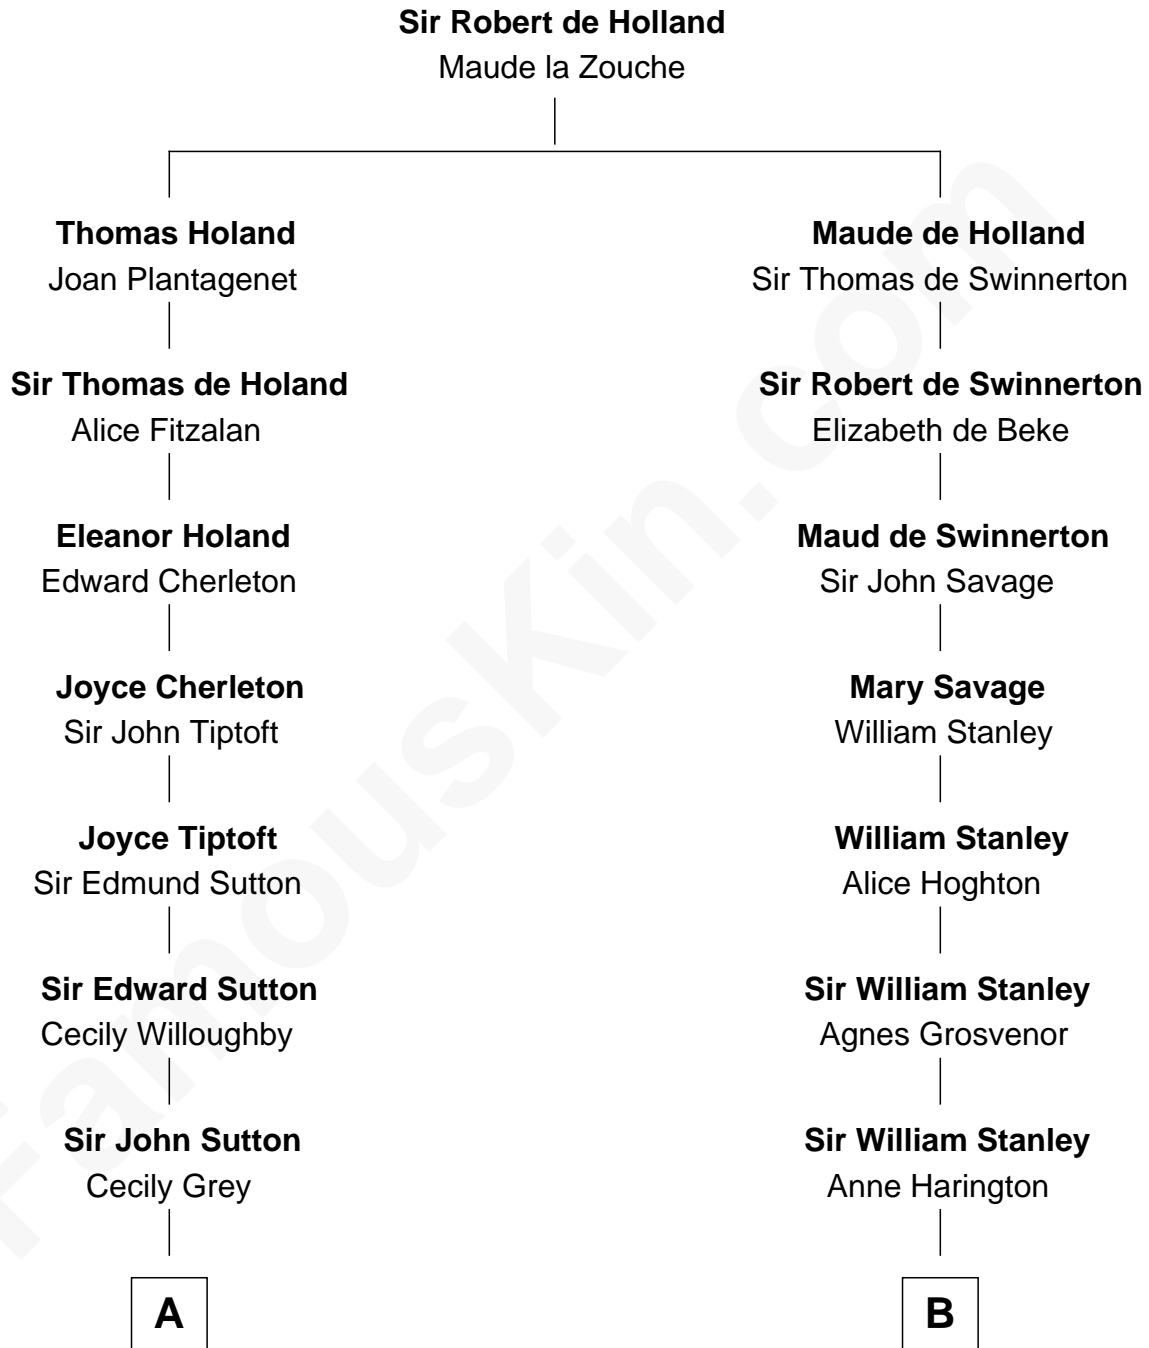 Sir Robert de Holland
Maude la Zouche
Thomas Holand
Joan Plantagenet
Sir Thomas de Holand
Alice Fitzalan
Eleanor Holand
Edward Cherleton
Joyce Cherleton
Sir John Tiptoft
Joyce Tiptoft
Sir Edmund Sutton
Sir Edward Sutton
Cecily Willoughby
Sir John Sutton
Cecily Grey
A
Maude de Holland
Sir Thomas de Swinnerton
Sir Robert de Swinnerton
Elizabeth de Beke
Maud de Swinnerton
Sir John Savage
Mary Savage
William Stanley
William Stanley
Alice Hoghton
Sir William Stanley
Agnes Grosvenor
Sir William Stanley
Anne Harington
B
FamousKin.com